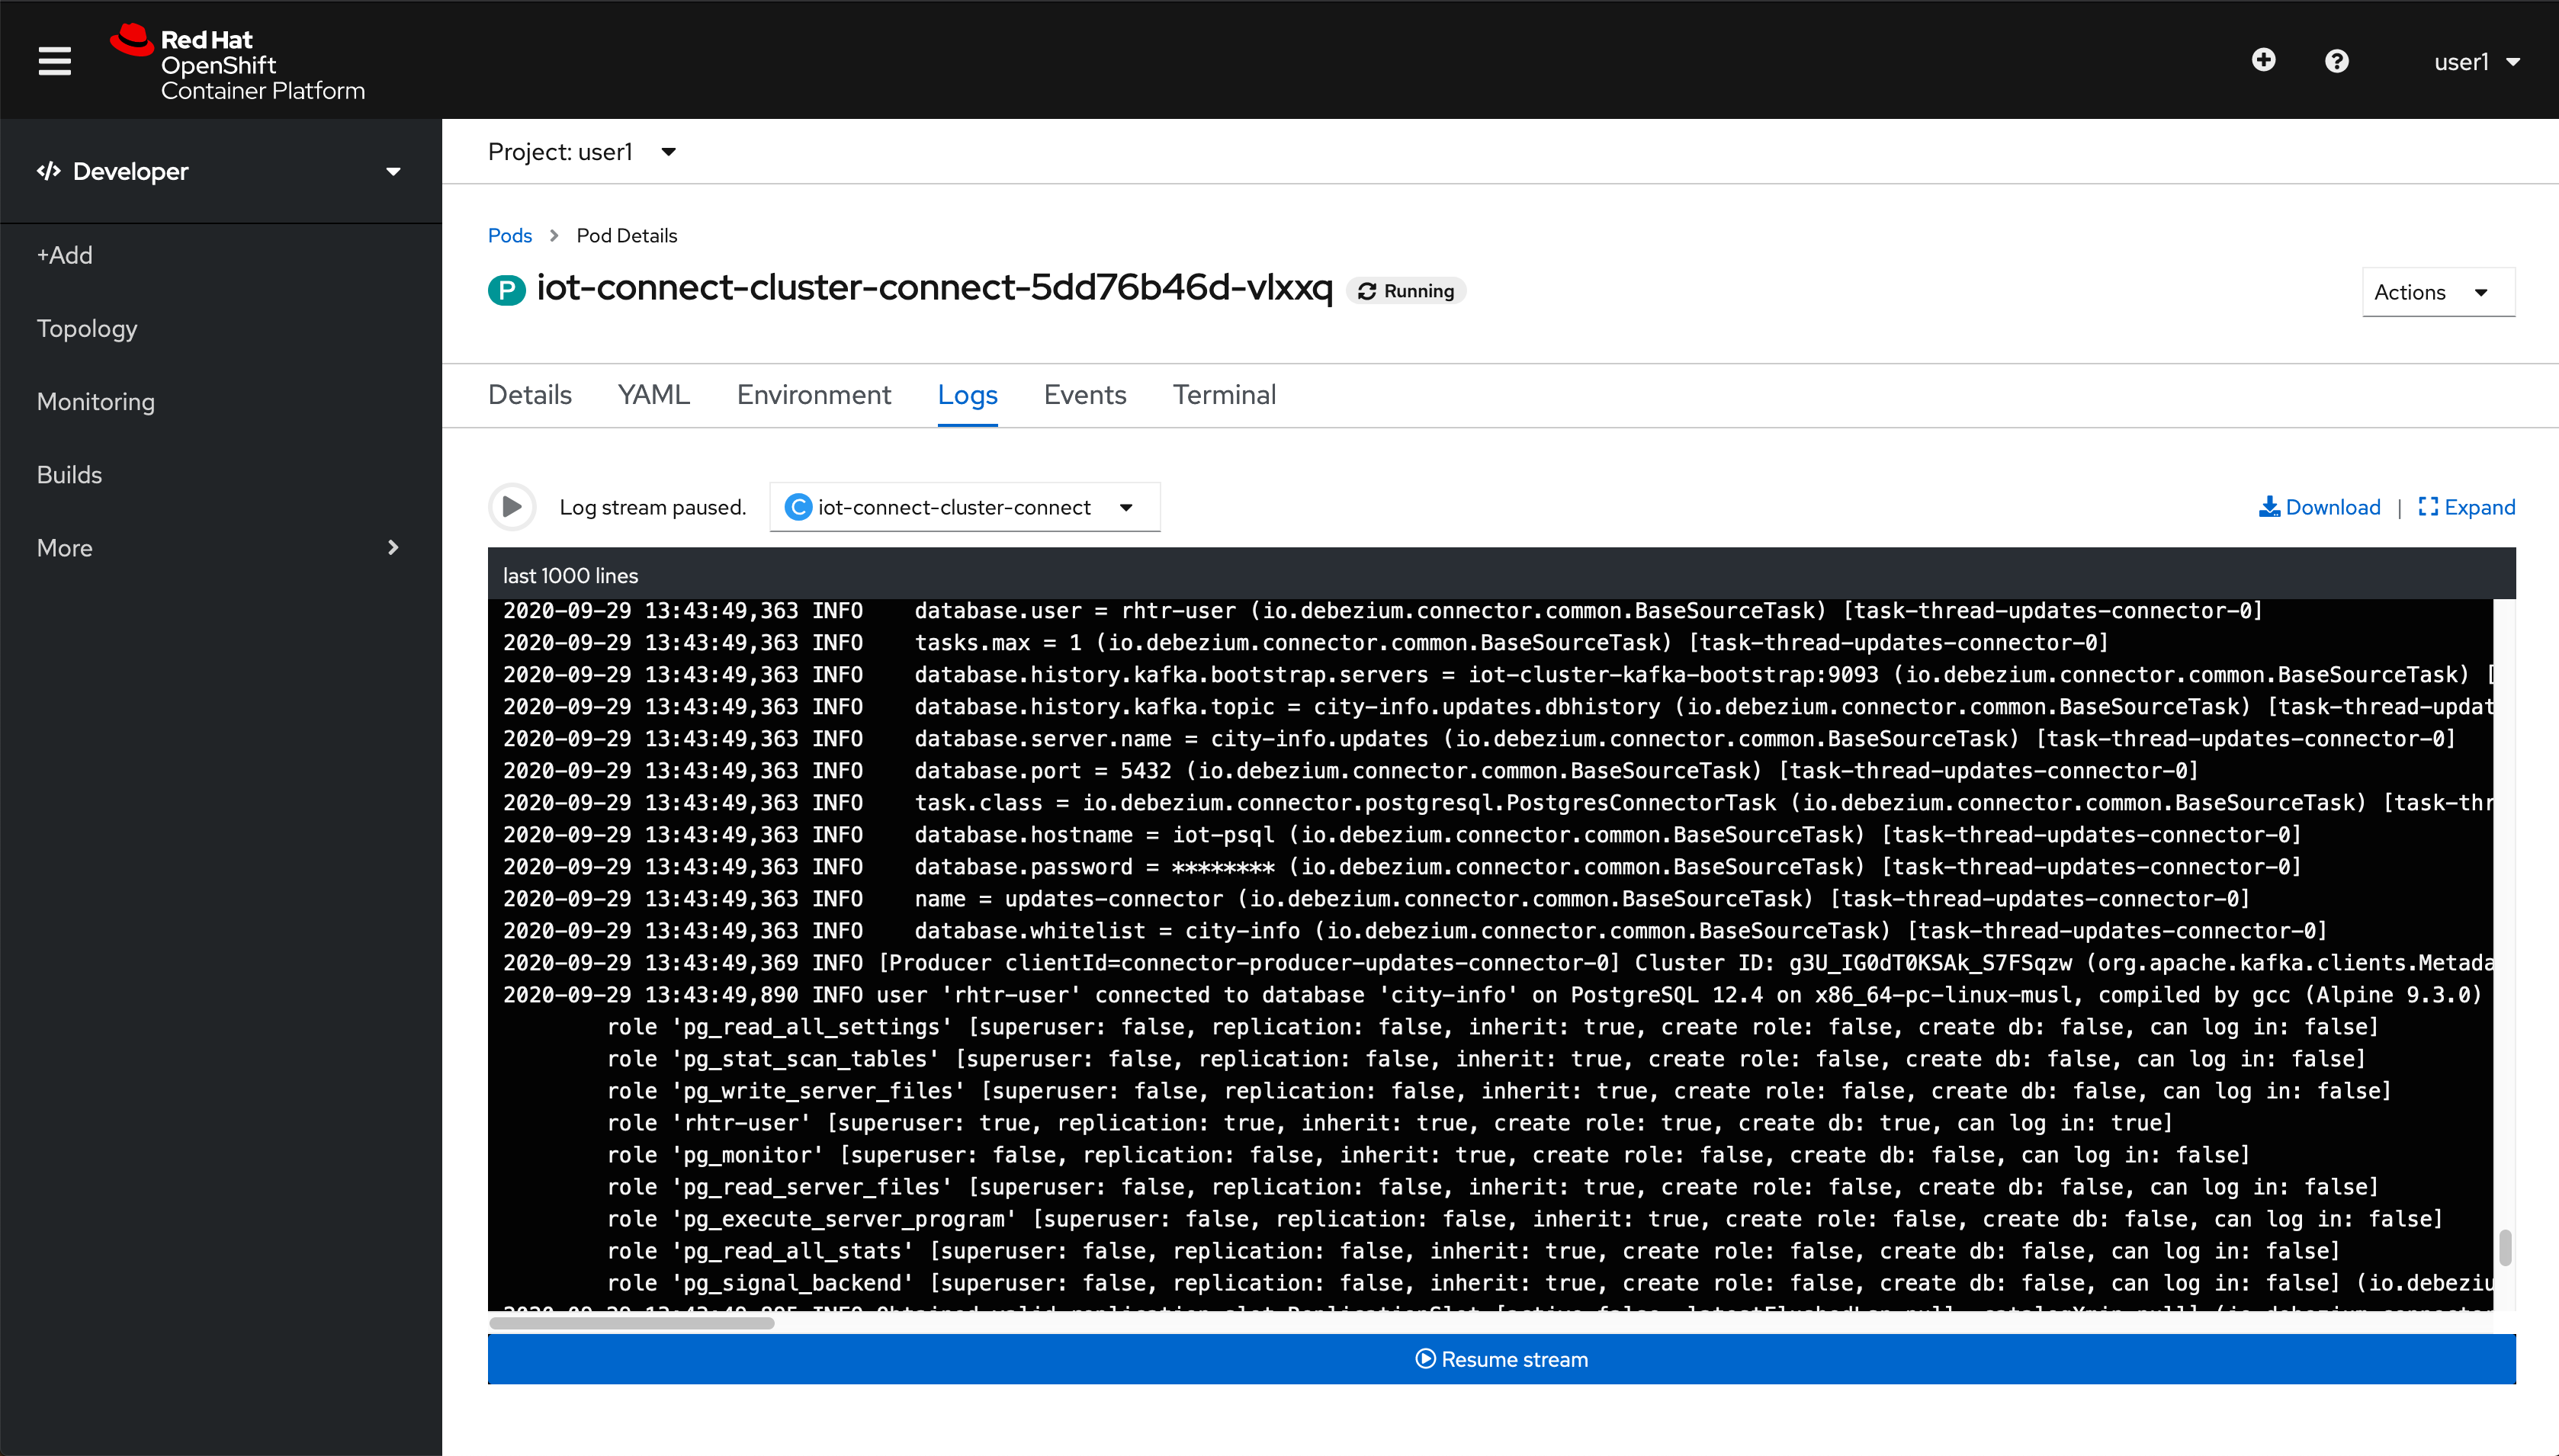 Red Hat
OpenShift
Container Platform
user1
Developer
+Add
Topology
Monitoring
Builds
More
Project: user1
Pods > Pod Details
P iot-connect-cluster-connect-5dd76b46d-vlxxq Running
Actions
Details YAML Environment Logs Events Terminal
Log stream paused. C iot-connect-cluster-connect Download | Expand
last 1000 lines
2020-09-29 13:43:49,363 INFO    database.user = rhtr-user (io.debezium.connector.common.BaseSourceTask) [task-thread-updates-connector-0]
2020-09-29 13:43:49,363 INFO    tasks.max = 1 (io.debezium.connector.common.BaseSourceTask) [task-thread-updates-connector-0]
2020-09-29 13:43:49,363 INFO    database.history.kafka.bootstrap.servers = iot-cluster-kafka-bootstrap:9093 (io.debezium.connector.common.BaseSourceTask) [
2020-09-29 13:43:49,363 INFO    database.history.kafka.topic = city-info.updates.dbhistory (io.debezium.connector.common.BaseSourceTask) [task-thread-updat
2020-09-29 13:43:49,363 INFO    database.server.name = city-info.updates (io.debezium.connector.common.BaseSourceTask) [task-thread-updates-connector-0]
2020-09-29 13:43:49,363 INFO    database.port = 5432 (io.debezium.connector.common.BaseSourceTask) [task-thread-updates-connector-0]
2020-09-29 13:43:49,363 INFO    task.class = io.debezium.connector.postgresql.PostgresConnectorTask (io.debezium.connector.common.BaseSourceTask) [task-thr
2020-09-29 13:43:49,363 INFO    database.hostname = iot-psql (io.debezium.connector.common.BaseSourceTask) [task-thread-updates-connector-0]
2020-09-29 13:43:49,363 INFO    database.password = ******** (io.debezium.connector.common.BaseSourceTask) [task-thread-updates-connector-0]
2020-09-29 13:43:49,363 INFO    name = updates-connector (io.debezium.connector.common.BaseSourceTask) [task-thread-updates-connector-0]
2020-09-29 13:43:49,363 INFO    database.whitelist = city-info (io.debezium.connector.common.BaseSourceTask) [task-thread-updates-connector-0]
2020-09-29 13:43:49,369 INFO [Producer clientId=connector-producer-updates-connector-0] Cluster ID: g3U_IG0dT0KSAk_S7FSqzw (org.apache.kafka.clients.Metada
2020-09-29 13:43:49,890 INFO user 'rhtr-user' connected to database 'city-info' on PostgreSQL 12.4 on x86_64-pc-linux-musl, compiled by gcc (Alpine 9.3.0)
role 'pg_read_all_settings' [superuser: false, replication: false, inherit: true, create role: false, create db: false, can log in: false]
role 'pg_stat_scan_tables' [superuser: false, replication: false, inherit: true, create role: false, create db: false, can log in: false]
role 'pg_write_server_files' [superuser: false, replication: false, inherit: true, create role: false, create db: false, can log in: false]
role 'rhtr-user' [superuser: true, replication: true, inherit: true, create role: true, create db: true, can log in: true]
role 'pg_monitor' [superuser: false, replication: false, inherit: true, create role: false, create db: false, can log in: false]
role 'pg_read_server_files' [superuser: false, replication: false, inherit: true, create role: false, create db: false, can log in: false]
role 'pg_execute_server_program' [superuser: false, replication: false, inherit: true, create role: false, create db: false, can log in: false]
role 'pg_read_all_stats' [superuser: false, replication: false, inherit: true, create role: false, create db: false, can log in: false]
role 'pg_signal_backend' [superuser: false, replication: false, inherit: true, create role: false, create db: false, can log in: false] (io.debeziu
Resume stream